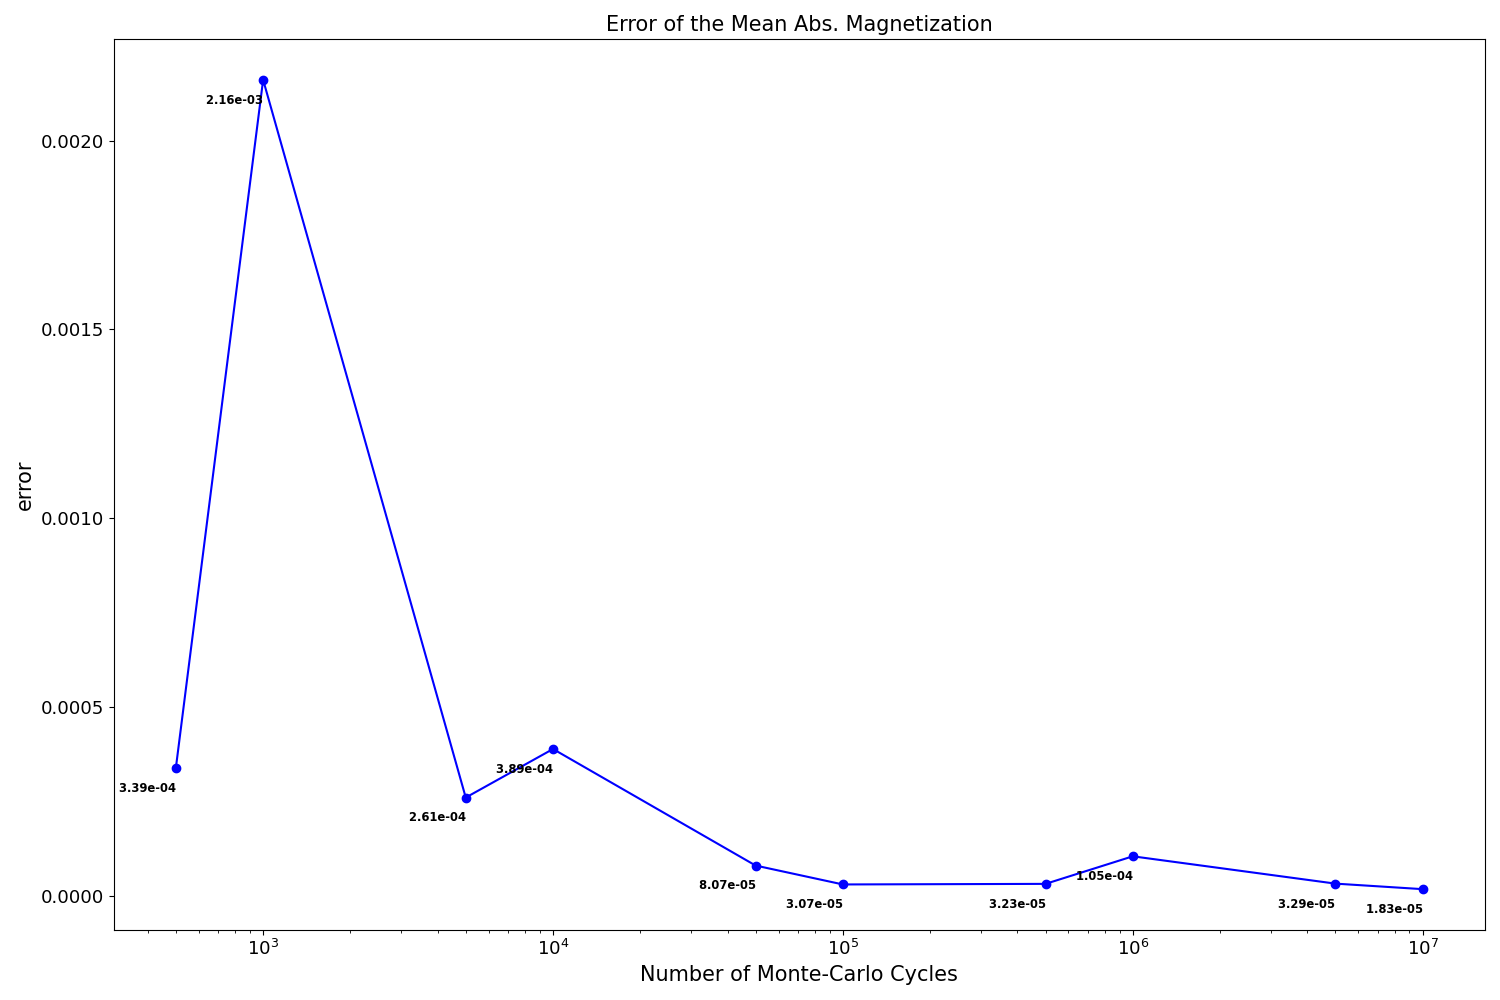 Error of the Mean Abs. Magnetization
2.16e-03
0.0020
0.0015
error
0.0010
0.0005
3.39e-04
3.89e-04
2.61e-04
8.07e-05
1.05e-04
0.0000
3.07e-05
3.23e-05
3.29e-05
1.83e-05
10³ 10⁴ 10⁵ 10⁶ 10⁷
Number of Monte-Carlo Cycles